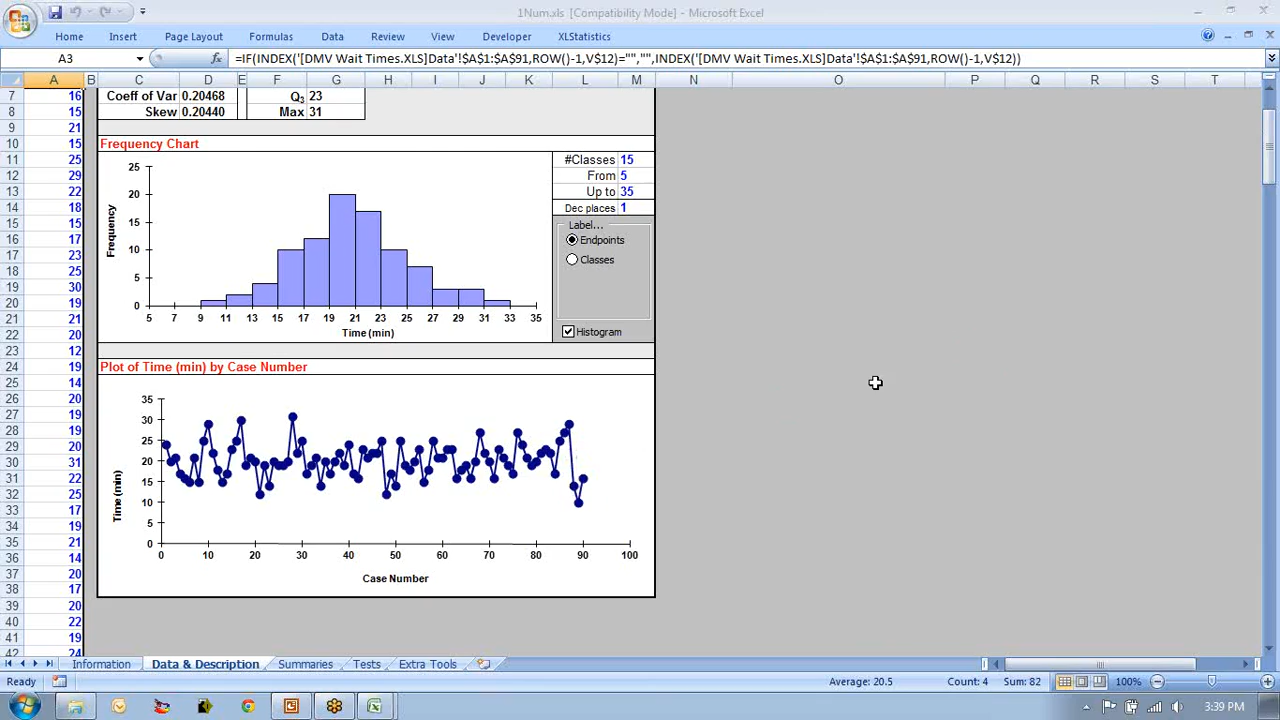 1Num.xls [Compatibility Mode] - Microsoft Excel
Home Insert Page Layout Formulas Data Review View Developer XLStatistics
A3 fx =IF(INDEX('[DMV Wait Times.XLS]Data'!$A$1:$A$91,ROW()-1,V$12)="","",INDEX('[DMV Wait Times.XLS]Data'!$A$1:$A$91,ROW()-1,V$12))
A B C D E F G H I J K L M N O P Q R S T
7 16 Coeff of Var 0.20468 Q3 23
8 15 Skew 0.20440 Max 31
9 21
10 15 Frequency Chart
11 25 #Classes 15
12 29 From 5
13 22 Up to 35
14 18 Dec places 1
15 15 Label...
16 17 Endpoints
17 23 Classes
18 25
19 30
20 19
21 21
22 20 Histogram
23 12
Frequency
25
20
15
10
5
0
5 7 9 11 13 15 17 19 21 23 25 27 29 31 33 35
Time (min)
24 19 Plot of Time (min) by Case Number
25 14
26 20
27 19
28 19
29 20
30 31
31 22
32 25
33 17
34 19
35 21
36 14
37 20
38 17
39 20
40 22
41 19
42 24
Time (min)
35
30
25
20
15
10
5
0
0 10 20 30 40 50 60 70 80 90 100
Case Number
Information Data & Description Summaries Tests Extra Tools
Ready Average: 20.5 Count: 4 Sum: 82 100%
3:39 PM